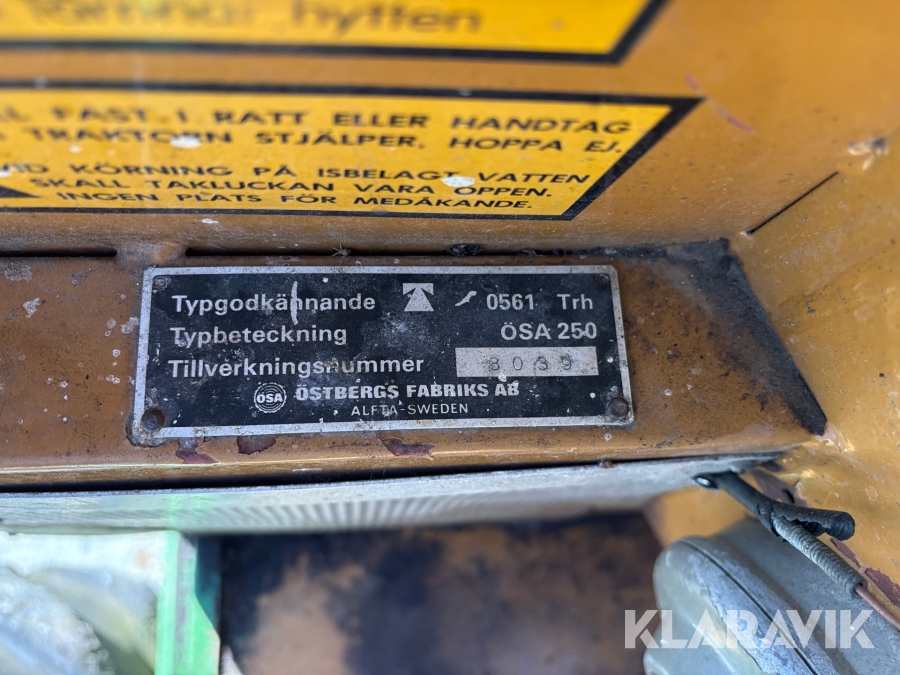 hytten
FAST I RATT ELLER HANDTAG
TRAKTORN STJÄLPER, HOPPA EJ.
VID KÖRNING PÅ ISBELAGT VATTEN
SKALL TAKLUCKAN VARA ÖPPEN.
INGEN PLATS FÖR MEDÅKANDE.
Typgodkännande T 0561 Trh
Typbeteckning ÖSA 250
Tillverkningsnummer 8039
ÖSA ÖSTBERGS FABRIKS AB
ALFTA-SWEDEN
KLARAVIK